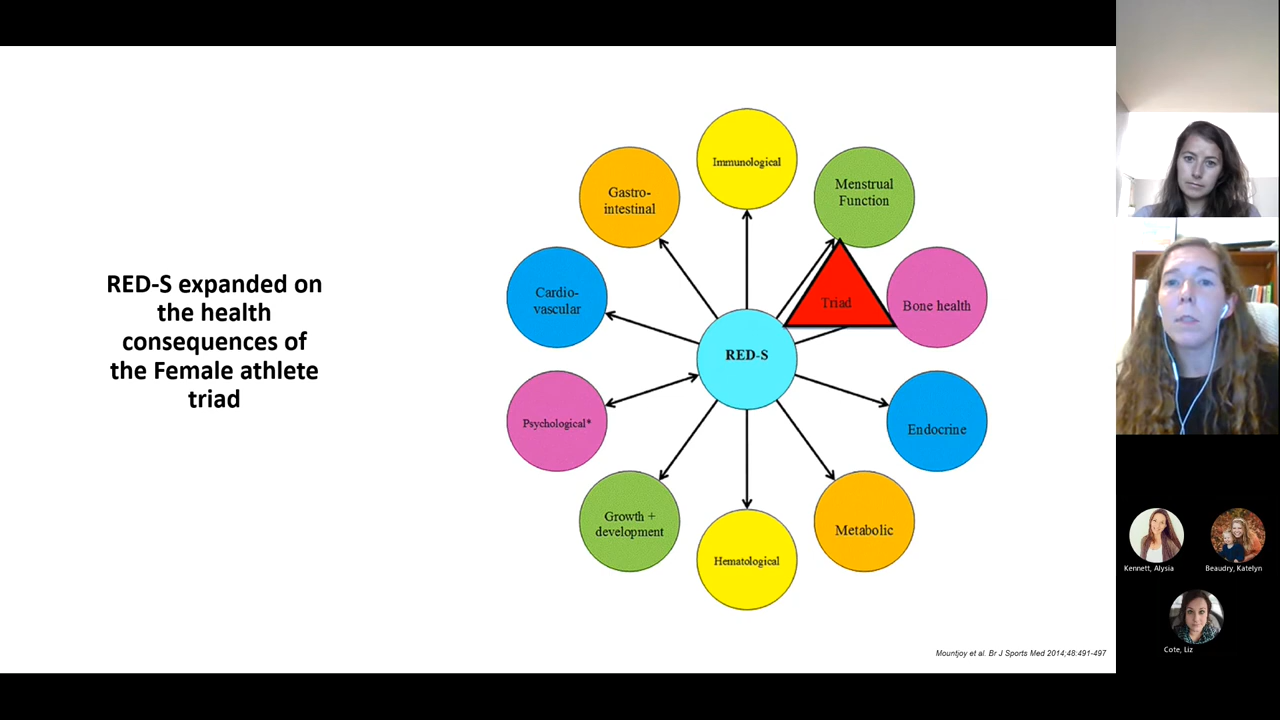 RED-S expanded on
the health
consequences of
the Female athlete
triad
Immunological
Gastro-
intestinal
Menstrual
Function
Cardio-
vascular
Triad
Bone health
RED-S
Psychological*
Endocrine
Growth +
development
Metabolic
Hematological
Mountjoy et al. Br J Sports Med 2014;48:491-497
Kennett, Alysia
Beaudry, Katelyn
Cote, Liz